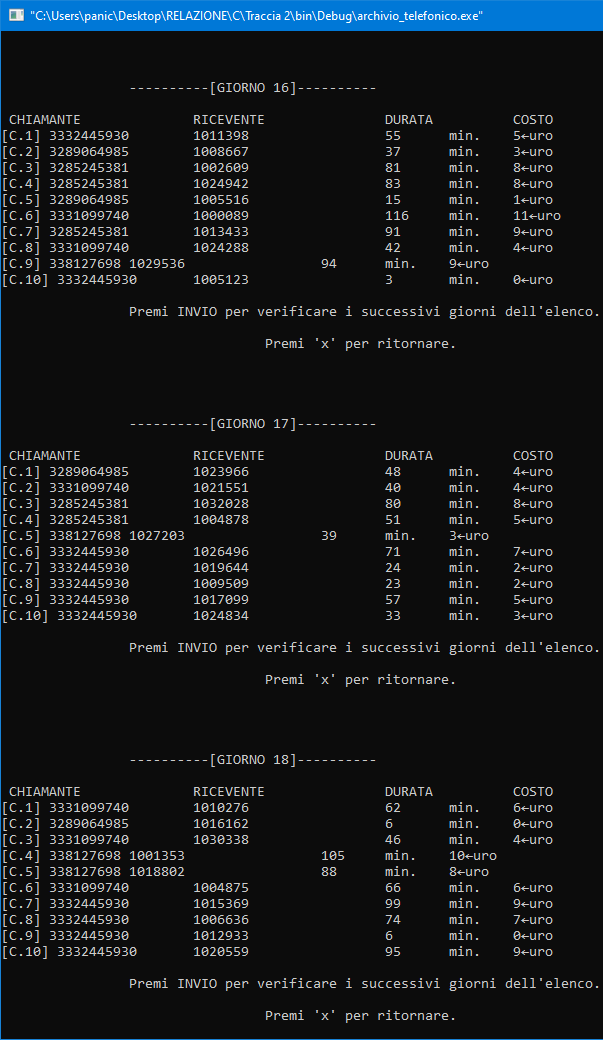 "C:\Users\panic\Desktop\RELAZIONE\C\Traccia 2\bin\Debug\archivio_telefonico.exe"
----------[GIORNO 16]----------
CHIAMANTE RICEVENTE DURATA COSTO
[C.1] 3332445930 1011398 55 min. 5←uro
[C.2] 3289064985 1008667 37 min. 3←uro
[C.3] 3285245381 1002609 81 min. 8←uro
[C.4] 3285245381 1024942 83 min. 8←uro
[C.5] 3289064985 1005516 15 min. 1←uro
[C.6] 3331099740 1000089 116 min. 11←uro
[C.7] 3285245381 1013433 91 min. 9←uro
[C.8] 3331099740 1024288 42 min. 4←uro
[C.9] 338127698 1029536 94 min. 9←uro
[C.10] 3332445930 1005123 3 min. 0←uro
Premi INVIO per verificare i successivi giorni dell'elenco.
Premi 'x' per ritornare.
----------[GIORNO 17]----------
CHIAMANTE RICEVENTE DURATA COSTO
[C.1] 3289064985 1023966 48 min. 4←uro
[C.2] 3331099740 1021551 40 min. 4←uro
[C.3] 3285245381 1032028 80 min. 8←uro
[C.4] 3285245381 1004878 51 min. 5←uro
[C.5] 338127698 1027203 39 min. 3←uro
[C.6] 3332445930 1026496 71 min. 7←uro
[C.7] 3332445930 1019644 24 min. 2←uro
[C.8] 3332445930 1009509 23 min. 2←uro
[C.9] 3332445930 1017099 57 min. 5←uro
[C.10] 3332445930 1024834 33 min. 3←uro
Premi INVIO per verificare i successivi giorni dell'elenco.
Premi 'x' per ritornare.
----------[GIORNO 18]----------
CHIAMANTE RICEVENTE DURATA COSTO
[C.1] 3331099740 1010276 62 min. 6←uro
[C.2] 3289064985 1016162 6 min. 0←uro
[C.3] 3331099740 1030338 46 min. 4←uro
[C.4] 338127698 1001353 105 min. 10←uro
[C.5] 338127698 1018802 88 min. 8←uro
[C.6] 3331099740 1004875 66 min. 6←uro
[C.7] 3332445930 1015369 99 min. 9←uro
[C.8] 3332445930 1006636 74 min. 7←uro
[C.9] 3332445930 1012933 6 min. 0←uro
[C.10] 3332445930 1020559 95 min. 9←uro
Premi INVIO per verificare i successivi giorni dell'elenco.
Premi 'x' per ritornare.